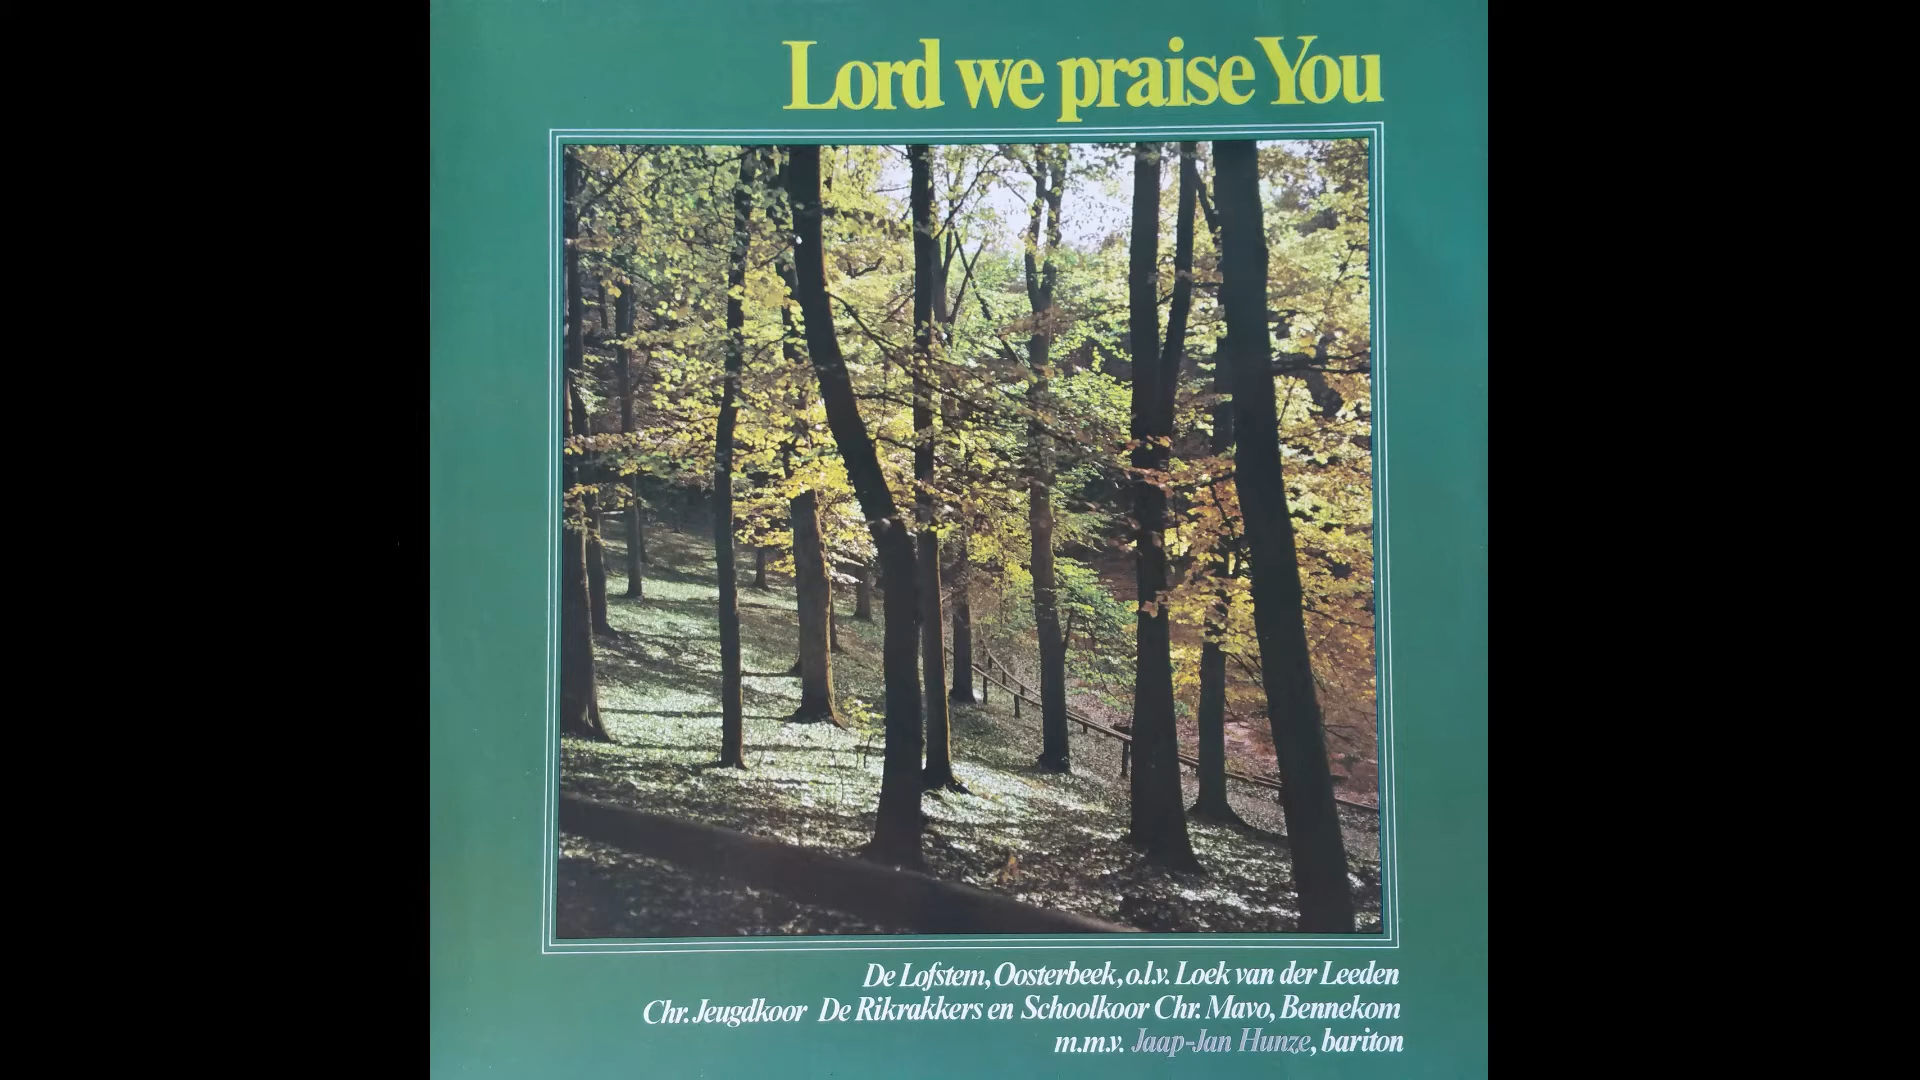 Lord we praise You
De Lofstem, Oosterbeek, o.l.v. Loek van der Leeden
Chr. Jeugdkoor De Rikrakkers en Schoolkoor Chr. Mavo, Bennekom
m.m.v. Jaap-Jan Hunze, bariton